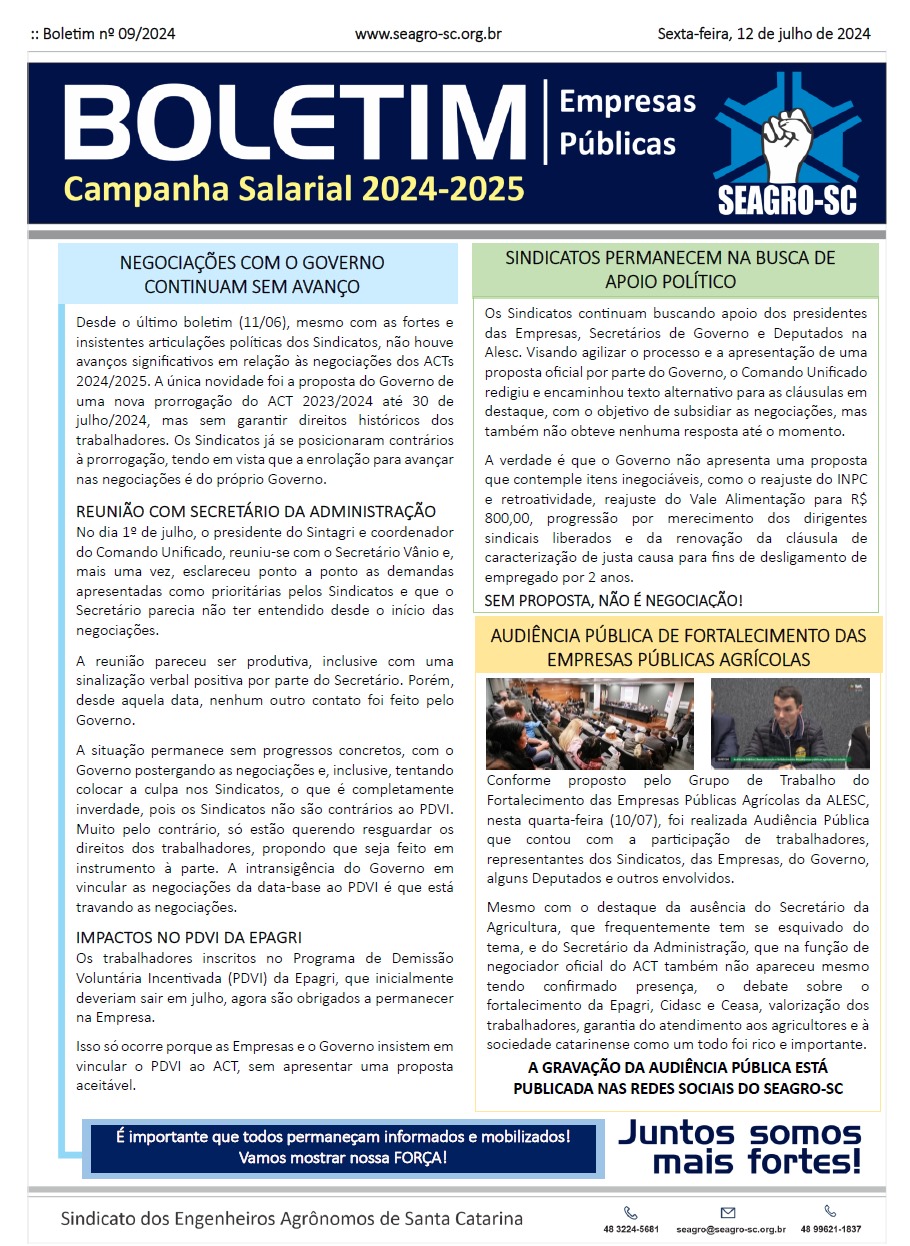 :: Boletim nº 09/2024
www.seagro-sc.org.br
Sexta-feira, 12 de julho de 2024
BOLETIM
Empresas
Públicas
Campanha Salarial 2024-2025
SEAGRO-SC
NEGOCIAÇÕES COM O GOVERNO
CONTINUAM SEM AVANÇO
Desde o último boletim (11/06), mesmo com as fortes e
insistentes articulações políticas dos Sindicatos, não houve
avanços significativos em relação às negociações dos ACTs
2024/2025. A única novidade foi a proposta do Governo de
uma nova prorrogação do ACT 2023/2024 até 30 de
julho/2024, mas sem garantir direitos históricos dos
trabalhadores. Os Sindicatos já se posicionaram contrários
à prorrogação, tendo em vista que a enrolação para avançar
nas negociações é do próprio Governo.
REUNIÃO COM SECRETÁRIO DA ADMINISTRAÇÃO
No dia 1º de julho, o presidente do Sintagri e coordenador
do Comando Unificado, reuniu-se com o Secretário Vânio e,
mais uma vez, esclareceu ponto a ponto as demandas
apresentadas como prioritárias pelos Sindicatos e que o
Secretário parecia não ter entendido desde o início das
negociações.
A reunião pareceu ser produtiva, inclusive com uma
sinalização verbal positiva por parte do Secretário. Porém,
desde aquela data, nenhum outro contato foi feito pelo
Governo.
A situação permanece sem progressos concretos, com o
Governo postergando as negociações e, inclusive, tentando
colocar a culpa nos Sindicatos, o que é completamente
inverdade, pois os Sindicatos não são contrários ao PDVI.
Muito pelo contrário, só estão querendo resguardar os
direitos dos trabalhadores, propondo que seja feito em
instrumento à parte. A intransigência do Governo em
vincular as negociações da data-base ao PDVI é que está
travando as negociações.
IMPACTOS NO PDVI DA EPAGRI
Os trabalhadores inscritos no Programa de Demissão
Voluntária Incentivada (PDVI) da Epagri, que inicialmente
deveriam sair em julho, agora são obrigados a permanecer
na Empresa.
Isso só ocorre porque as Empresas e o Governo insistem em
vincular o PDVI ao ACT, sem apresentar uma proposta
aceitável.
SINDICATOS PERMANECEM NA BUSCA DE
APOIO POLÍTICO
Os Sindicatos continuam buscando apoio dos presidentes
das Empresas, Secretários de Governo e Deputados na
Alesc. Visando agilizar o processo e a apresentação de uma
proposta oficial por parte do Governo, o Comando Unificado
redigiu e encaminhou texto alternativo para as cláusulas em
destaque, com o objetivo de subsidiar as negociações, mas
também não obteve nenhuma resposta até o momento.
A verdade é que o Governo não apresenta uma proposta
que contemple itens inegociáveis, como o reajuste do INPC
e retroatividade, reajuste do Vale Alimentação para R$
800,00, progressão por merecimento dos dirigentes
sindicais liberados e da renovação da cláusula de
caracterização de justa causa para fins de desligamento de
empregado por 2 anos.
SEM PROPOSTA, NÃO É NEGOCIAÇÃO!
AUDIÊNCIA PÚBLICA DE FORTALECIMENTO DAS
EMPRESAS PÚBLICAS AGRÍCOLAS
Conforme proposto pelo Grupo de Trabalho do
Fortalecimento das Empresas Públicas Agrícolas da ALESC,
nesta quarta-feira (10/07), foi realizada Audiência Pública
que contou com a participação de trabalhadores,
representantes dos Sindicatos, das Empresas, do Governo,
alguns Deputados e outros envolvidos.
Mesmo com o destaque da ausência do Secretário da
Agricultura, que frequentemente tem se esquivado do
tema, e do Secretário da Administração, que na função de
negociador oficial do ACT também não apareceu mesmo
tendo confirmado presença, o debate sobre o
fortalecimento da Epagri, Cidasc e Ceasa, valorização dos
trabalhadores, garantia do atendimento aos agricultores e à
sociedade catarinense como um todo foi rico e importante.
A GRAVAÇÃO DA AUDIÊNCIA PÚBLICA ESTÁ
PUBLICADA NAS REDES SOCIAIS DO SEAGRO-SC
É importante que todos permaneçam informados e mobilizados!
Vamos mostrar nossa FORÇA!
Juntos somos
mais fortes!
Sindicato dos Engenheiros Agrônomos de Santa Catarina
48 3224-5681
seagro@seagro-sc.org.br
48 99621-1837